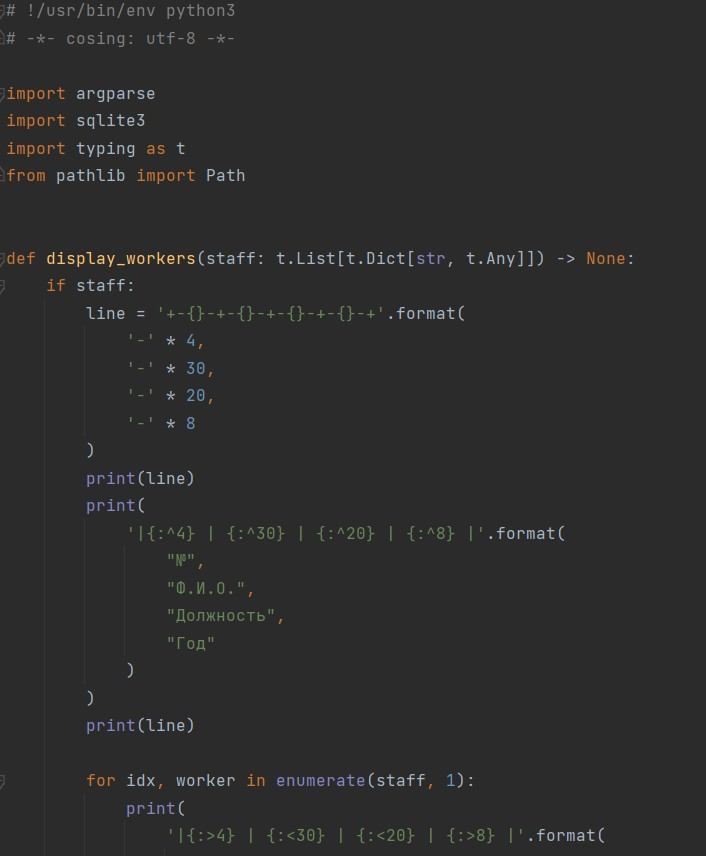 # !/usr/bin/env python3
# -*- cosing: utf-8 -*-
import argparse
import sqlite3
import typing as t
from pathlib import Path
def display_workers(staff: t.List[t.Dict[str, t.Any]]) -> None:
    if staff:
        line = '+-{}-+-{}-+-{}-+-{}-+'.format(
            '-' * 4,
            '-' * 30,
            '-' * 20,
            '-' * 8
        )
        print(line)
        print(
            '|{:^4} | {:^30} | {:^20} | {:^8} |'.format(
                "№",
                "Ф.И.О.",
                "Должность",
                "Год"
            )
        )
        print(line)
        for idx, worker in enumerate(staff, 1):
            print(
                '|{:>4} | {:<30} | {:<20} | {:>8} |'.format(